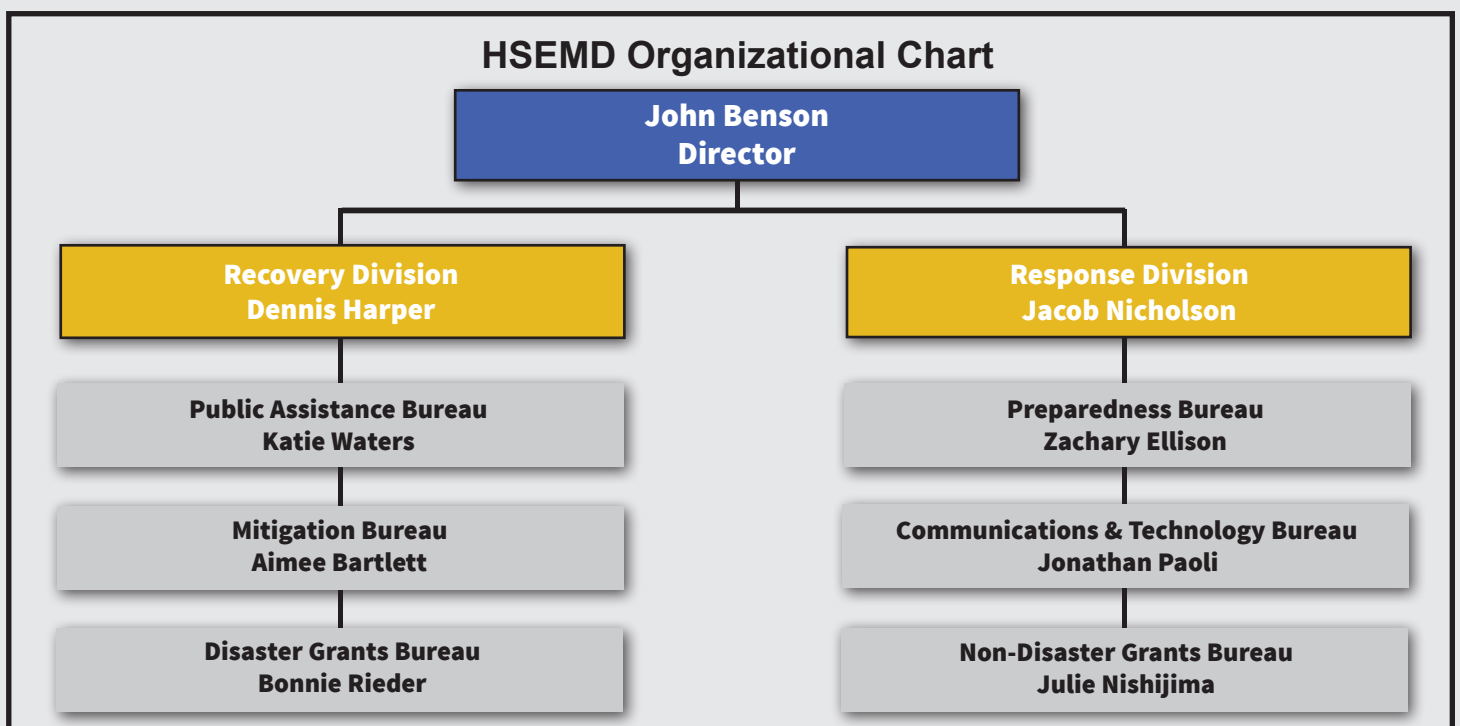 HSEMD Organizational Chart
John Benson
Director
Recovery Division
Dennis Harper
Public Assistance Bureau
Katie Waters
Mitigation Bureau
Aimee Bartlett
Disaster Grants Bureau
Bonnie Rieder
Response Division
Jacob Nicholson
Preparedness Bureau
Zachary Ellison
Communications & Technology Bureau
Jonathan Paoli
Non-Disaster Grants Bureau
Julie Nishijima